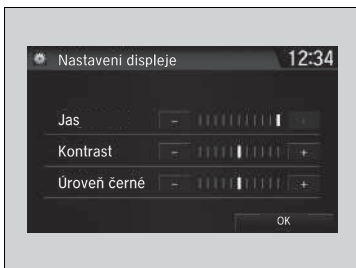 Nastavení displeje 12:34
Jas - +
Kontrast - +
Úroveň černé - +
OK